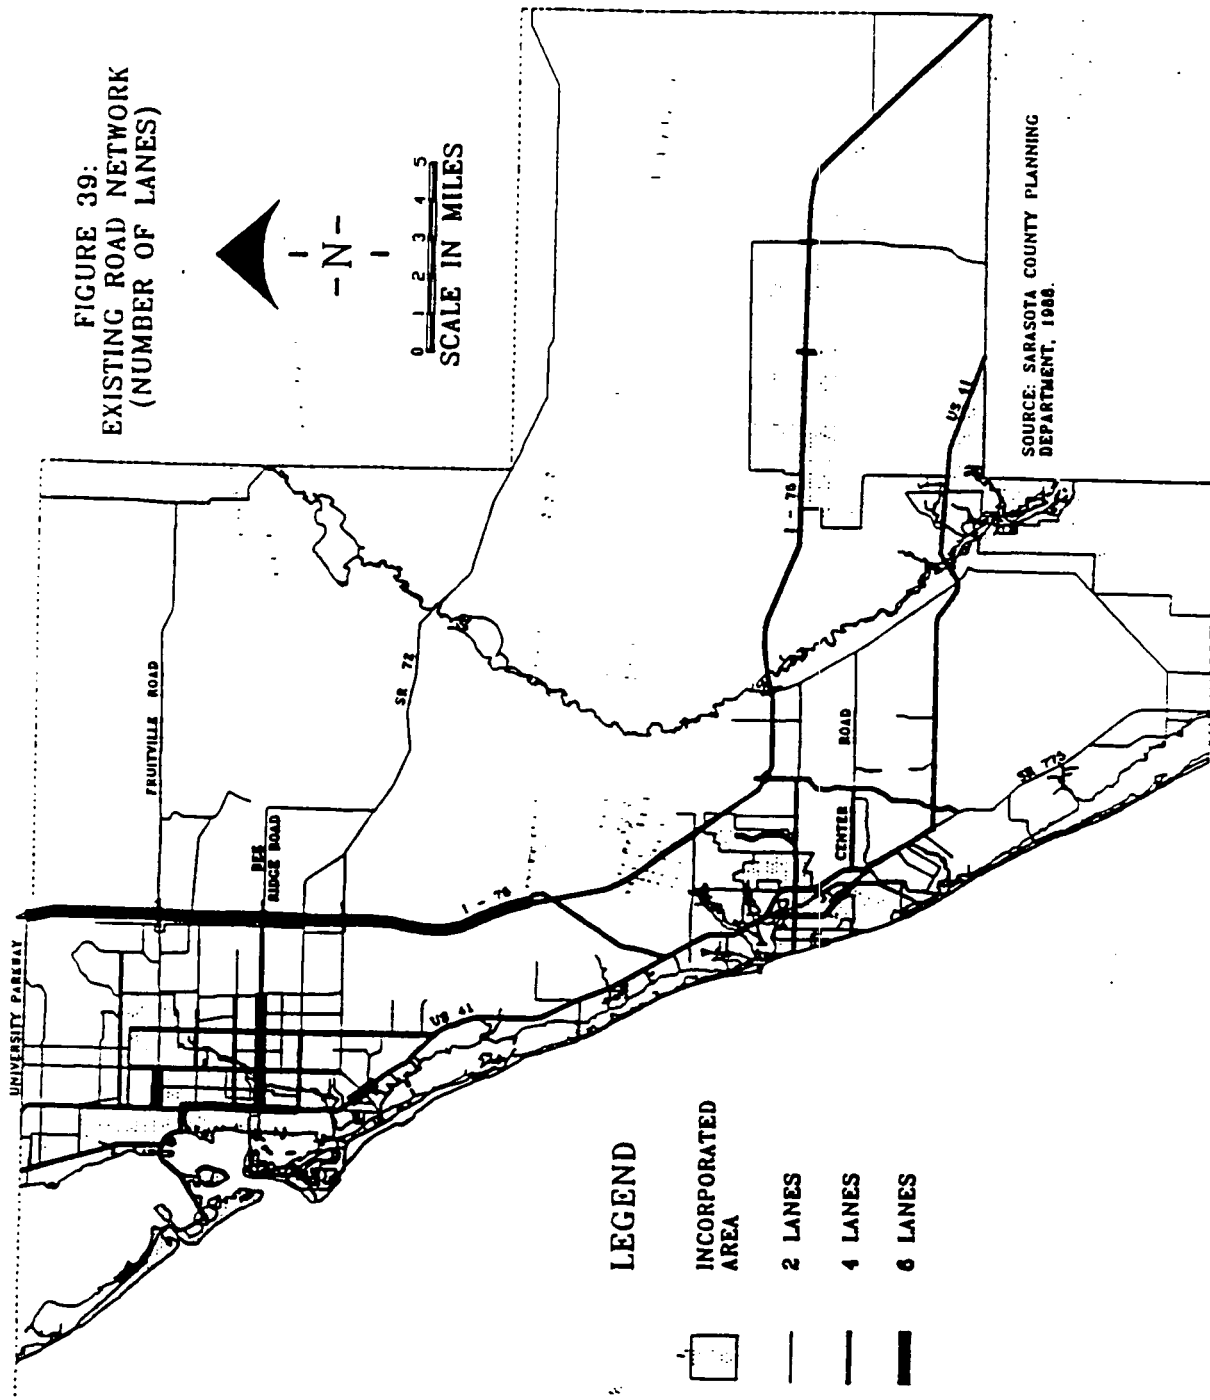 FIGURE 39:
EXISTING ROAD NETWORK
(NUMBER OF LANES)
-N-
0 1 2 3 4 5
SCALE IN MILES
UNIVERSITY PARKWAY
FRUITVILLE ROAD
BEE
RIDGE ROAD
SR 72
I - 75
US 41
I - 75
CENTER ROAD
US 41
SR 775
SOURCE: SARASOTA COUNTY PLANNING
DEPARTMENT, 1988.
LEGEND
INCORPORATED
AREA
2 LANES
4 LANES
6 LANES